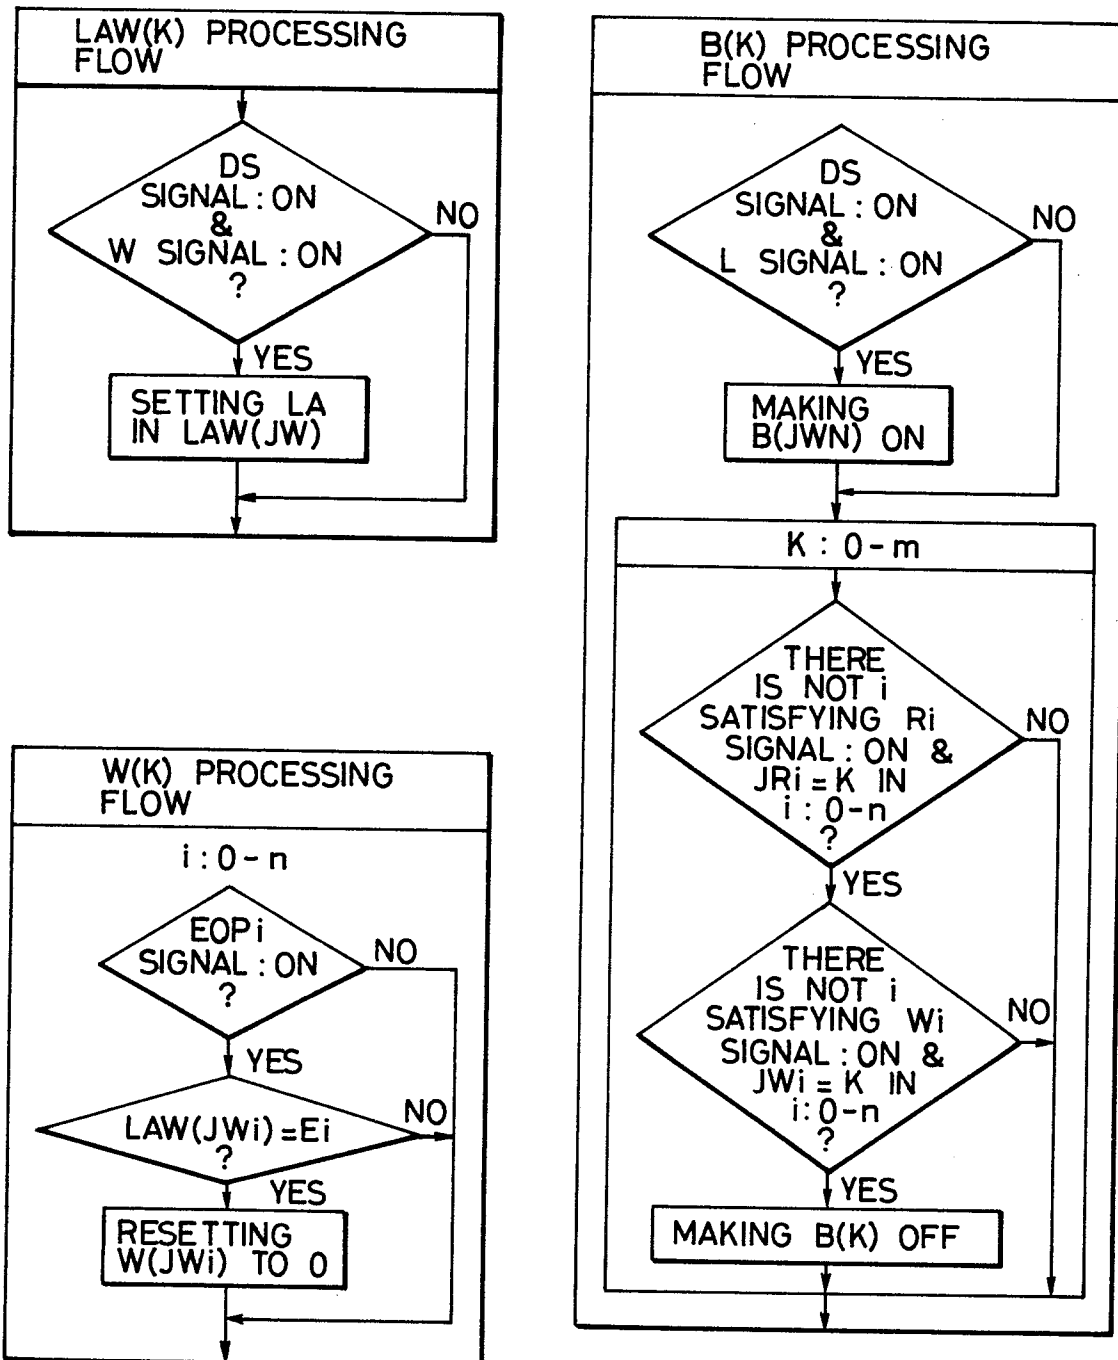 LAW(K) PROCESSING
FLOW
DS
SIGNAL : ON
&
W SIGNAL : ON
?
NO
YES
SETTING LA
IN LAW(JW)
W(K) PROCESSING
FLOW
i : 0 - n
EOPi
SIGNAL : ON
?
NO
YES
LAW(JWi) = Ei
?
NO
YES
RESETTING
W(JWi) TO 0
B(K) PROCESSING
FLOW
DS
SIGNAL : ON
&
L SIGNAL : ON
?
NO
YES
MAKING
B(JWN) ON
K : 0 - m
THERE
IS NOT i
SATISFYING Ri
SIGNAL : ON &
JRi = K IN
i : 0 - n
?
NO
YES
THERE
IS NOT i
SATISFYING Wi
SIGNAL : ON &
JWi = K IN
i : 0 - n
?
NO
YES
MAKING B(K) OFF